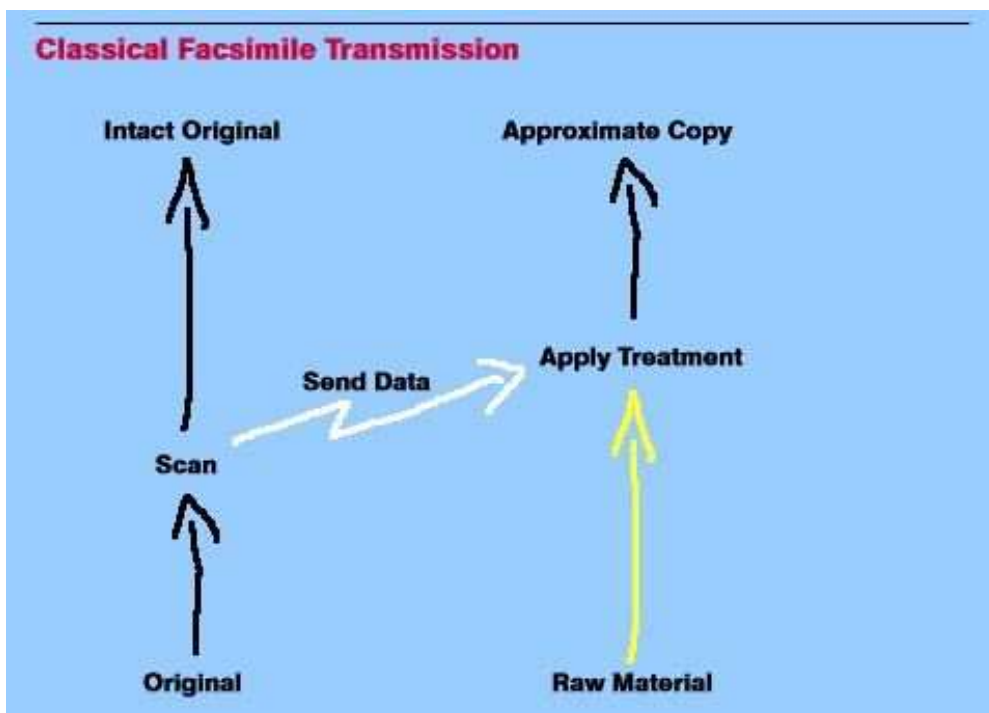 Classical Facsimile Transmission
Intact Original
Approximate Copy
Apply Treatment
Send Data
Scan
Original
Raw Material